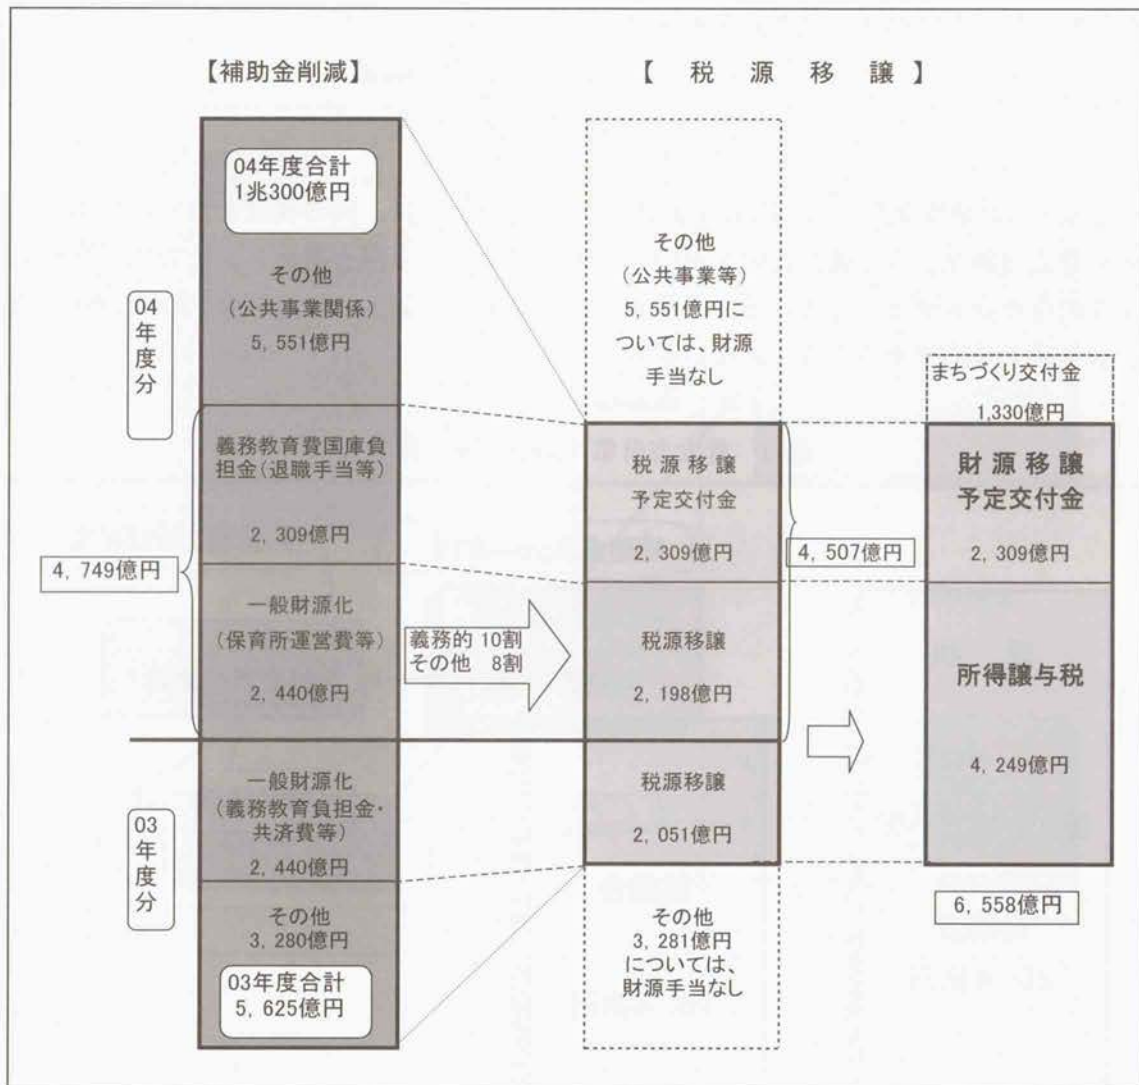 【補助金削減】
【 税 源 移 譲 】
04年度分
04年度合計
1兆300億円
その他
(公共事業関係)
5, 551億円
義務教育費国庫負
担金(退職手当等)
2, 309億円
4, 749億円
一般財源化
(保育所運営費等)
2, 440億円
義務的 10割
その他 8割
03年度分
一般財源化
(義務教育負担金・
共済費等)
2, 440億円
その他
3, 280億円
03年度合計
5, 625億円
その他
(公共事業等)
5, 551億円に
ついては、財源
手当なし
税 源 移 譲
予定交付金
2, 309億円
4, 507億円
税源移譲
2, 198億円
税源移譲
2, 051億円
その他
3, 281億円
については、
財源手当なし
まちづくり交付金
1,330億円
財 源 移 譲
予定交付金
2, 309億円
所得譲与税
4, 249億円
6, 558億円